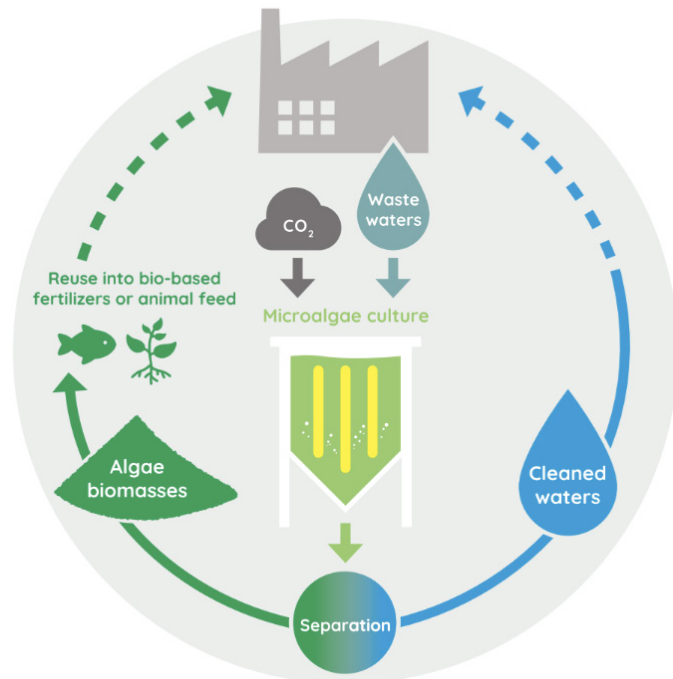 CO₂
Waste
waters
Microalgae culture
Reuse into bio-based
fertilizers or animal feed
Algae
biomasses
Cleaned
waters
Separation